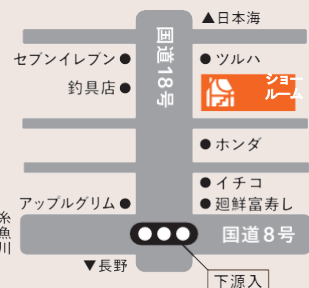 ▲日本海
国道18号
セブンイレブン●
●ツルハ
釣具店●
ショー
ルーム
●ホンダ
●イチコ
アップルグリム●
●廻鮮富寿し
糸魚川
国道8号
▼長野
下源入